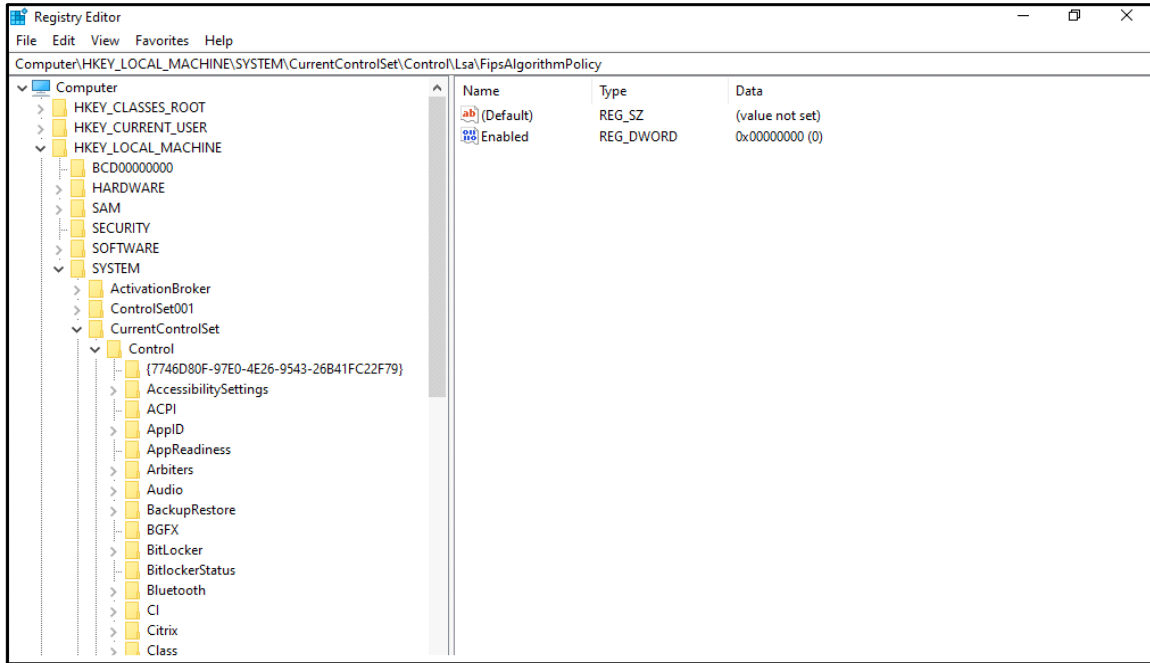 Registry Editor
File Edit View Favorites Help
Computer\HKEY_LOCAL_MACHINE\SYSTEM\CurrentControlSet\Control\Lsa\FipsAlgorithmPolicy
Computer
HKEY_CLASSES_ROOT
HKEY_CURRENT_USER
HKEY_LOCAL_MACHINE
BCD00000000
HARDWARE
SAM
SECURITY
SOFTWARE
SYSTEM
ActivationBroker
ControlSet001
CurrentControlSet
Control
{7746D80F-97E0-4E26-9543-26B41FC22F79}
AccessibilitySettings
ACPI
AppID
AppReadiness
Arbiters
Audio
BackupRestore
BGFX
BitLocker
BitlockerStatus
Bluetooth
CI
Citrix
Class
Name Type Data
(Default) REG_SZ (value not set)
Enabled REG_DWORD 0x00000000 (0)